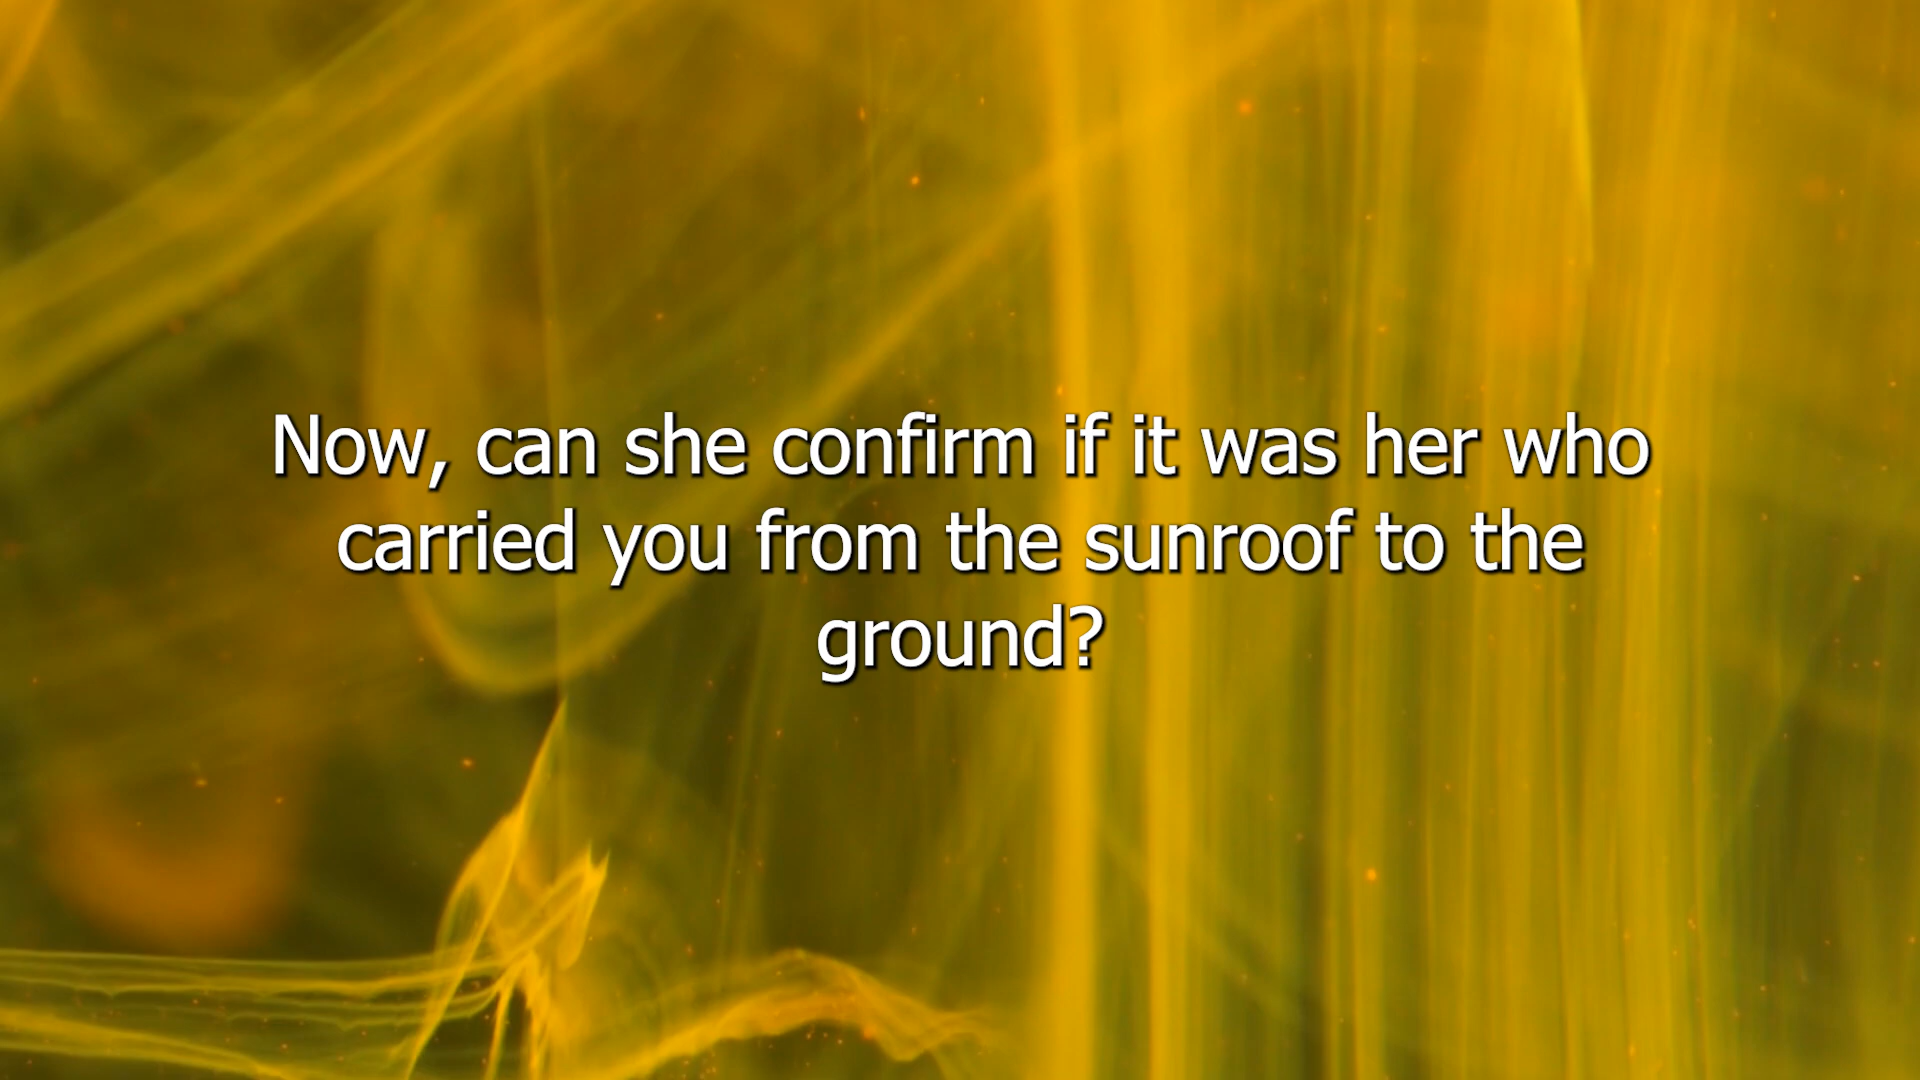 Now, can she confirm if it was her who
carried you from the sunroof to the
ground?